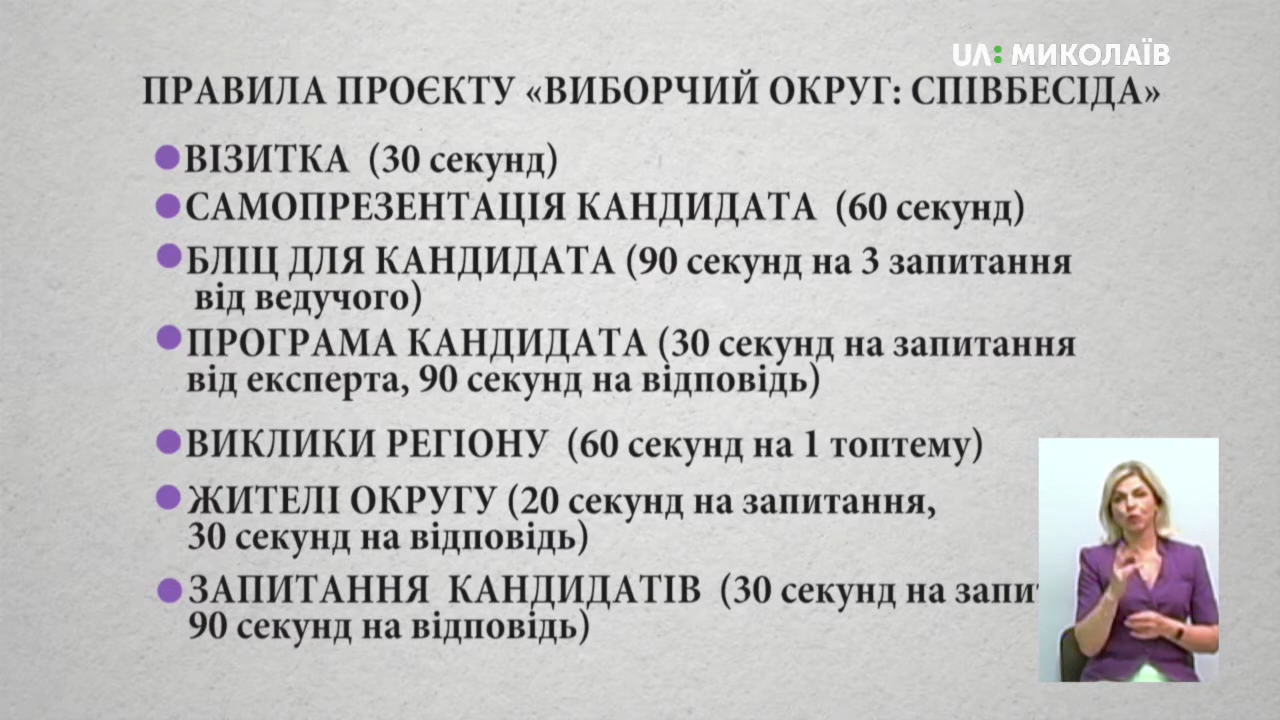 UA: МИКОЛАЇВ
ПРАВИЛА ПРОЄКТУ «ВИБОРЧИЙ ОКРУГ: СПІВБЕСІДА»
ВІЗИТКА (30 секунд)
САМОПРЕЗЕНТАЦІЯ КАНДИДАТА (60 секунд)
БЛІЦ ДЛЯ КАНДИДАТА (90 секунд на 3 запитання
від ведучого)
ПРОГРАМА КАНДИДАТА (30 секунд на запитання
від експерта, 90 секунд на відповідь)
ВИКЛИКИ РЕГІОНУ (60 секунд на 1 топтему)
ЖИТЕЛІ ОКРУГУ (20 секунд на запитання,
30 секунд на відповідь)
ЗАПИТАННЯ КАНДИДАТІВ (30 секунд на
90 секунд на відповідь)